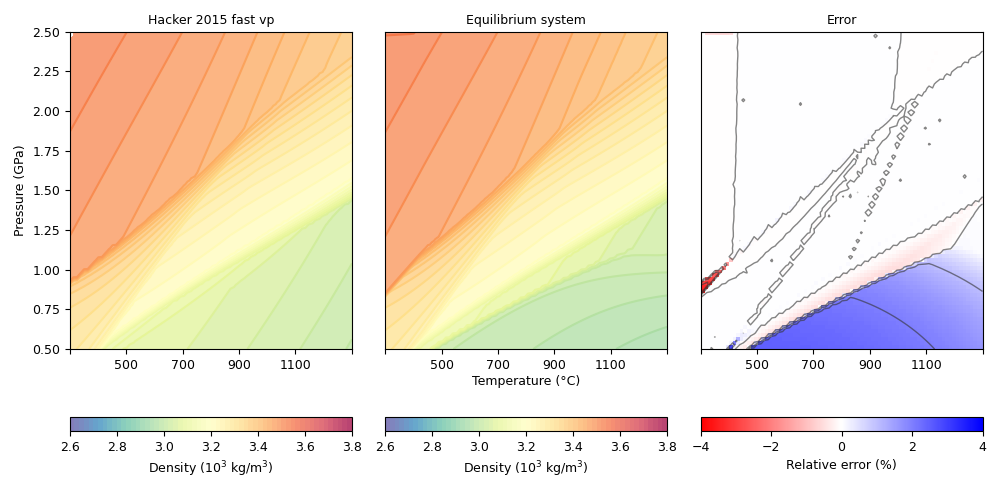 Hacker 2015 fast vp
Equilibrium system
Error
Pressure (GPa)
2.50
2.25
2.00
1.75
1.50
1.25
1.00
0.75
0.50
500 700 900 1100
500 700 900 1100
500 700 900 1100
Temperature (°C)
2.6 2.8 3.0 3.2 3.4 3.6 3.8
2.6 2.8 3.0 3.2 3.4 3.6 3.8
−4 −2 0 2 4
Density (10³ kg/m³)
Density (10³ kg/m³)
Relative error (%)